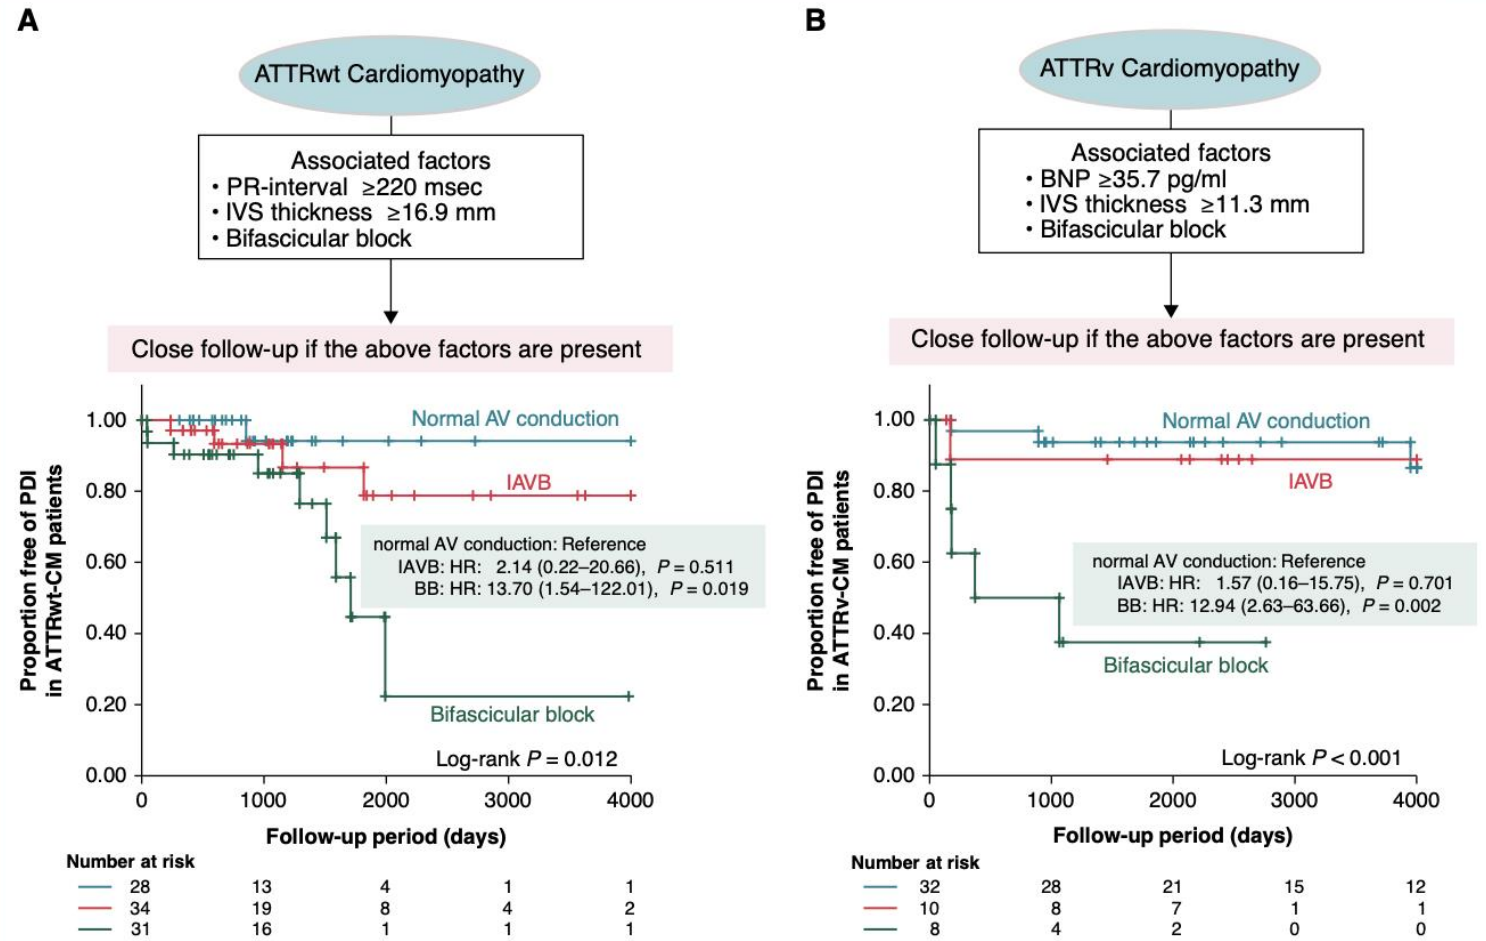 A
ATTRwt Cardiomyopathy
Associated factors
• PR-interval ≥220 msec
• IVS thickness ≥16.9 mm
• Bifascicular block
Close follow-up if the above factors are present
Proportion free of PDI
in ATTRwt-CM patients
1.00
0.80
0.60
0.40
0.20
0.00
Normal AV conduction
IAVB
normal AV conduction: Reference
IAVB: HR: 2.14 (0.22–20.66), P = 0.511
BB: HR: 13.70 (1.54–122.01), P = 0.019
Bifascicular block
Log-rank P = 0.012
0 1000 2000 3000 4000
Follow-up period (days)
Number at risk
28 13 4 1 1
34 19 8 4 2
31 16 1 1 1
B
ATTRv Cardiomyopathy
Associated factors
• BNP ≥35.7 pg/ml
• IVS thickness ≥11.3 mm
• Bifascicular block
Close follow-up if the above factors are present
Proportion free of PDI
in ATTRv-CM patients
1.00
0.80
0.60
0.40
0.20
0.00
Normal AV conduction
IAVB
normal AV conduction: Reference
IAVB: HR: 1.57 (0.16–15.75), P = 0.701
BB: HR: 12.94 (2.63–63.66), P = 0.002
Bifascicular block
Log-rank P < 0.001
0 1000 2000 3000 4000
Follow-up period (days)
Number at risk
32 28 21 15 12
10 8 7 1 1
8 4 2 0 0